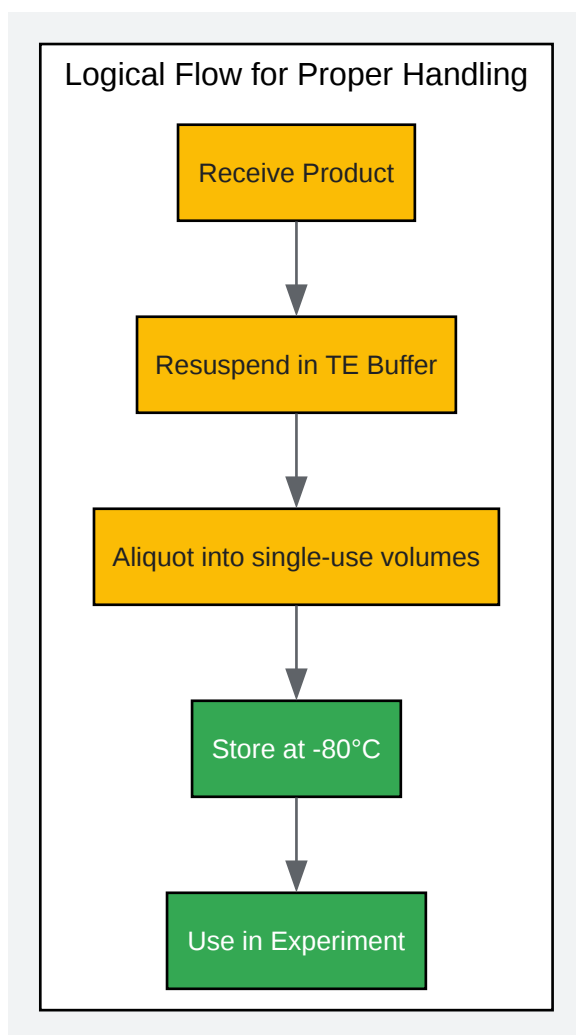 Logical Flow for Proper Handling
Receive Product
Resuspend in TE Buffer
Aliquot into single-use volumes
Store at -80°C
Use in Experiment